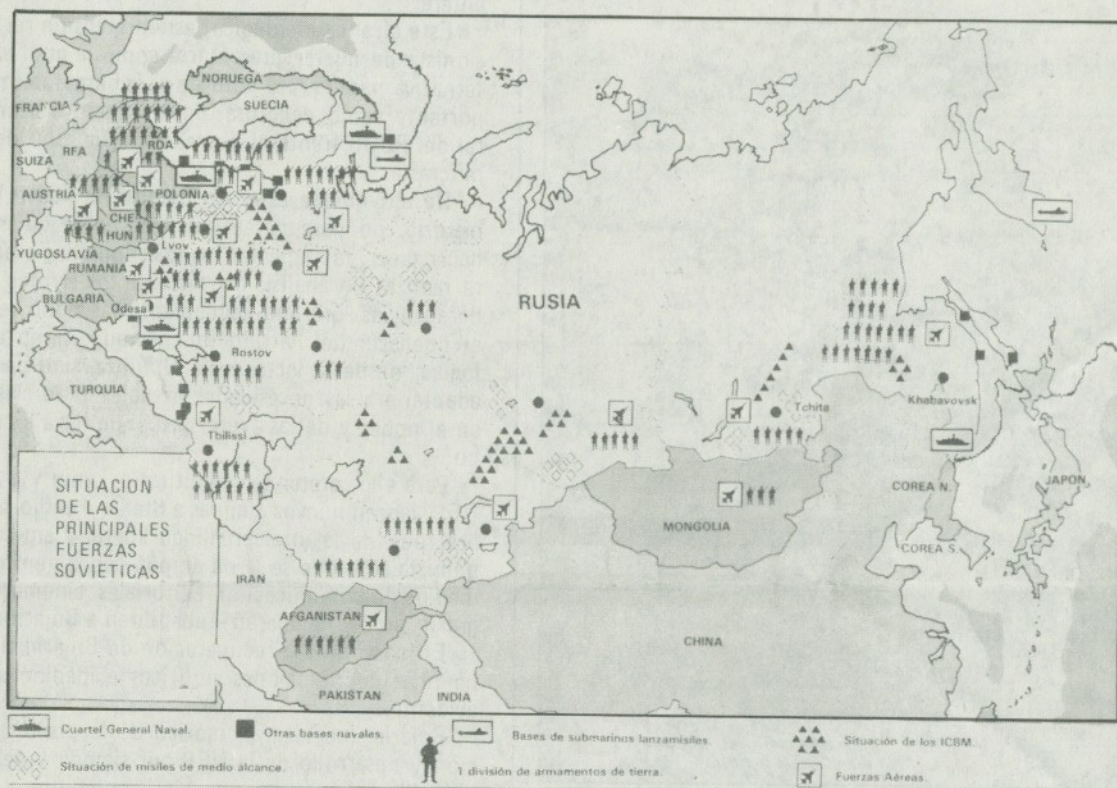 NORUEGA
FRANCIA
SUECIA
RFA
RDA
SUIZA
AUSTRIA
POLONIA
CHE
HUN
Lvov
YUGOSLAVIA
RUMANIA
BULGARIA
Odesa
RUSIA
Rostov
TURQUIA
Tbilissi
Tchita
Khabavovsk
COREA N.
JAPON
COREA S.
MONGOLIA
SITUACION
DE LAS
PRINCIPALES
FUERZAS
SOVIETICAS
IRAN
AFGANISTAN
CHINA
PAKISTAN
INDIA
Cuartel General Naval.
Otras bases navales.
Bases de submarinos lanzamisiles.
Situación de los ICBM.
Situación de misiles de medio alcance.
1 división de armamentos de tierra.
Fuerzas Aéreas.